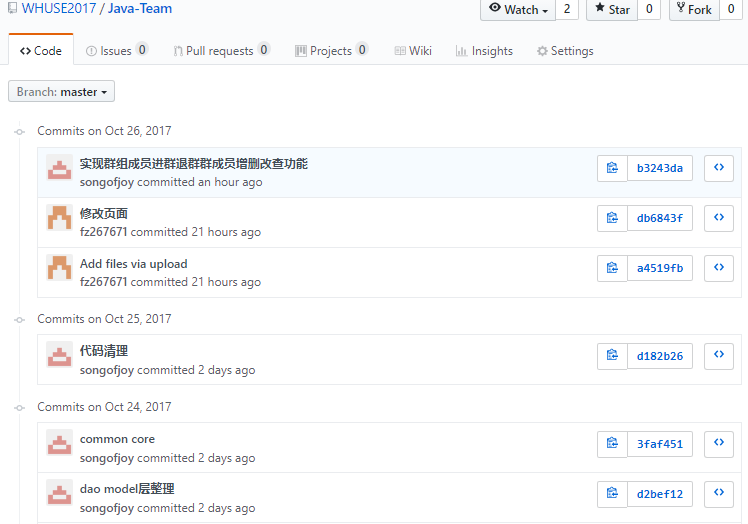 WHUSE2017 / Java-Team
Watch 2 Star 0 Fork 0
Code Issues 0 Pull requests 0 Projects 0 Wiki Insights Settings
Branch: master
Commits on Oct 26, 2017
实现群组成员进群退群群成员增删改查功能
songofjoy committed an hour ago
b3243da
修改页面
fz267671 committed 21 hours ago
db6843f
Add files via upload
fz267671 committed 21 hours ago
a4519fb
Commits on Oct 25, 2017
代码清理
songofjoy committed 2 days ago
d182b26
Commits on Oct 24, 2017
common core
songofjoy committed 2 days ago
3faf451
dao model层整理
songofjoy committed 2 days ago
d2bef12